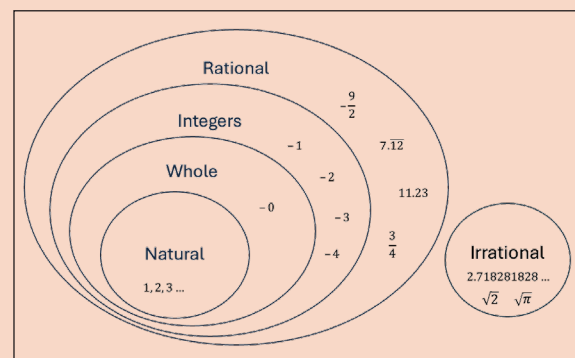 Rational
-9/2
Integers
-1
7.1̅2̅
Whole
-2
-0
11.23
-3
3/4
Natural
-4
Irrational
1, 2, 3 ...
2.718281828 ...
√2 √π